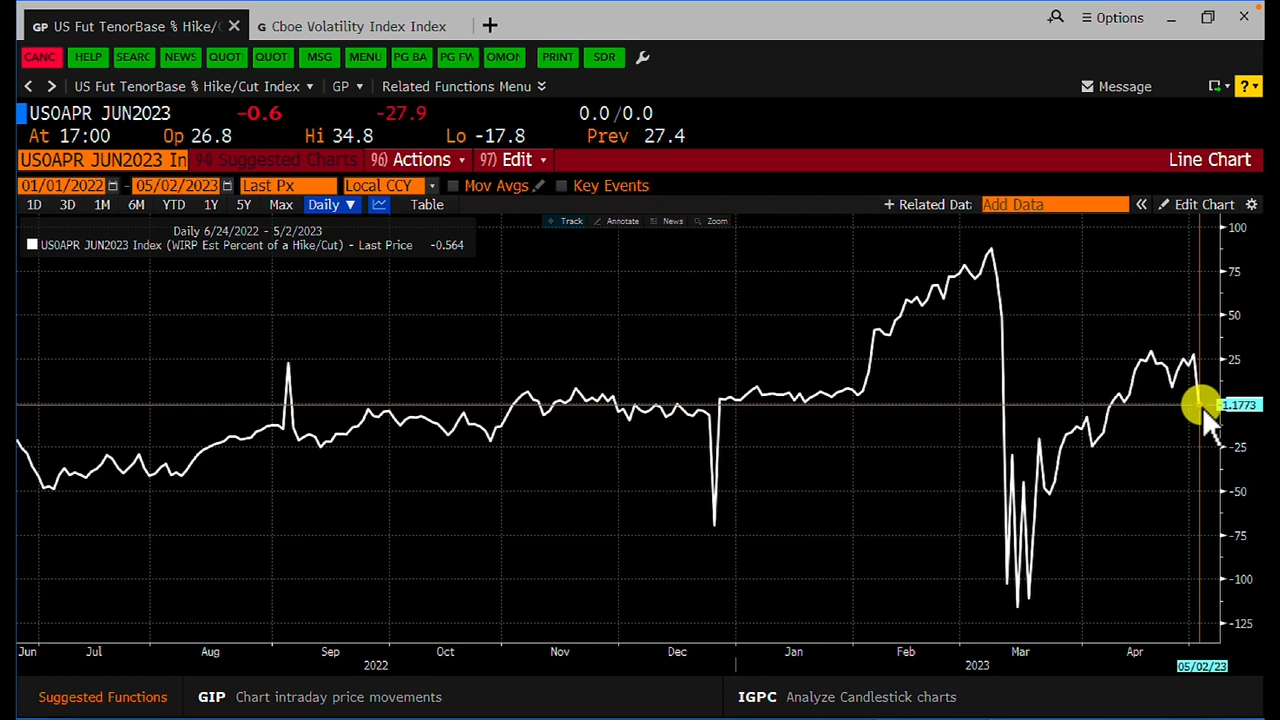 GP US Fut TenorBase % Hike/C
G Cboe Volatility Index Index
Options
CANC HELP SEARC NEWS QUOT QUOT MSG MENU PG BA PG FW OMON PRINT SDR
US Fut TenorBase % Hike/Cut Index GP Related Functions Menu Message ?
US0APR JUN2023 -0.6 -27.9 0.0/0.0
At 17:00 Op 26.8 Hi 34.8 Lo -17.8 Prev 27.4
US0APR JUN2023 In 94) Suggested Charts 96) Actions 97) Edit Line Chart
01/01/2022 - 05/02/2023 Last Px Local CCY Mov Avgs Key Events
1D 3D 1M 6M YTD 1Y 5Y Max Daily ▼ Table + Related Dat Add Data « Edit Chart
Track Annotate News Zoom
Daily 6/24/2022 - 5/2/2023
US0APR JUN2023 Index (WIRP Est Percent of a Hike/Cut) - Last Price -0.564
100
75
50
25
-1.1773
-25
-50
-75
-100
-125
Jun Jul Aug Sep Oct Nov Dec Jan Feb Mar Apr
2022 2023 05/02/23
Suggested Functions GIP Chart intraday price movements IGPC Analyze Candlestick charts